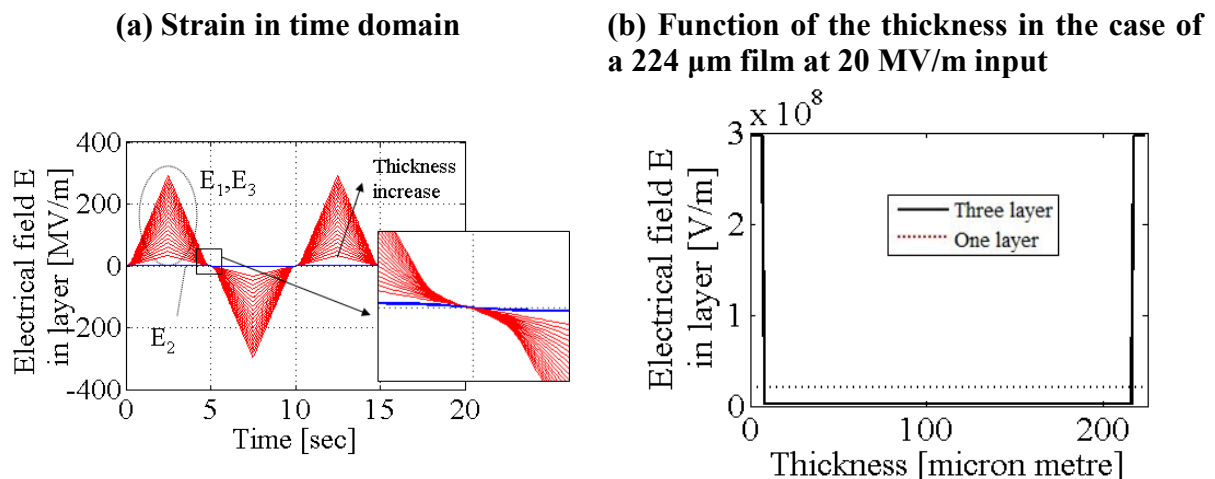 (a) Strain in time domain
(b) Function of the thickness in the case of
a 224 µm film at 20 MV/m input
Electrical field E
in layer [MV/m]
400
200
0
-200
-400
E₁,E₃
E₂
Thickness
increase
0
5
10
15
20
Time [sec]
Electrical field E
in layer [V/m]
3 x 10⁸
2
1
0
Three layer
One layer
0
100
200
Thickness [micron metre]